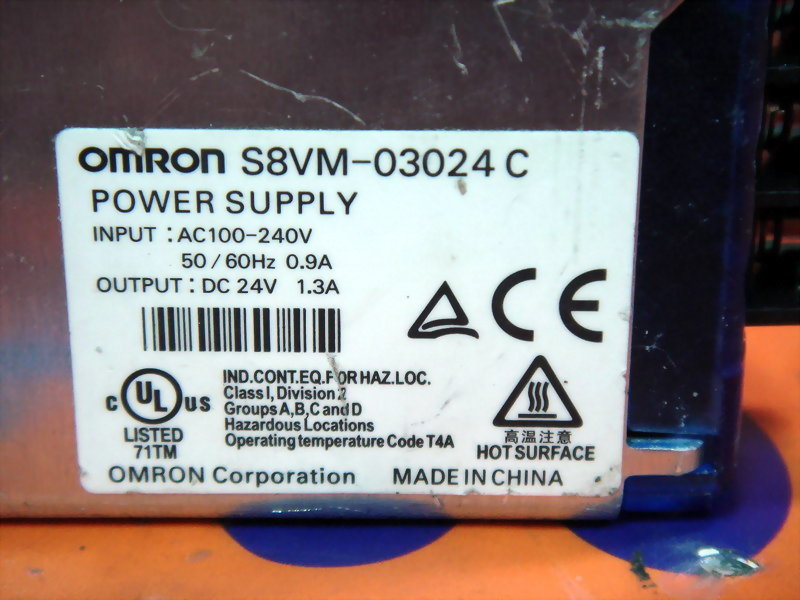 OMRON S8VM-03024 C
POWER SUPPLY
INPUT : AC100-240V
50 / 60Hz 0.9A
OUTPUT : DC 24V 1.3A
CE
c UL US
LISTED
71TM
IND.CONT.EQ.FOR HAZ.LOC.
Class I, Division 2
Groups A,B,C and D
Hazardous Locations
Operating temperature Code T4A
高温注意
HOT SURFACE
OMRON Corporation MADE IN CHINA